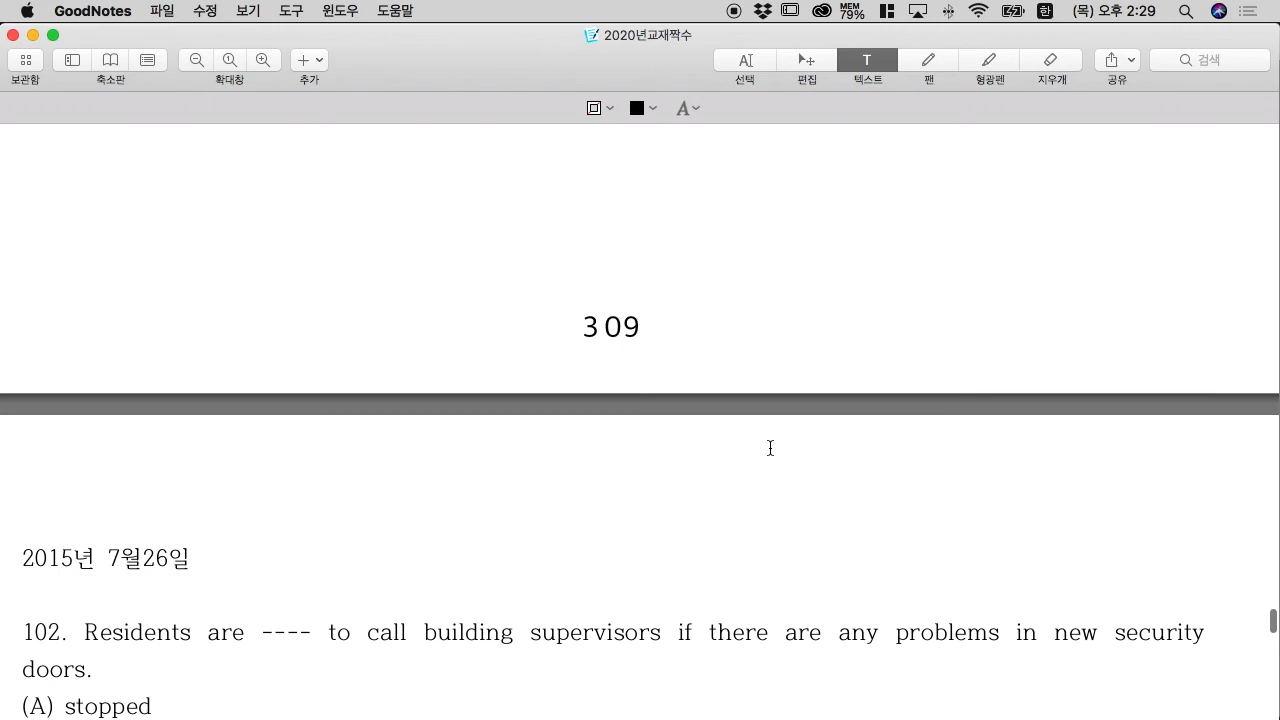 GoodNotes 파일 수정 보기 도구 윈도우 도움말 MEM 79% 한 (목) 오후 2:29
2020년교재짝수
보관함 축소판 확대창 추가 선택 편집 텍스트 펜 형광펜 지우개 공유 검색
309
2015년 7월26일
102. Residents are ---- to call building supervisors if there are any problems in new security
doors.
(A) stopped